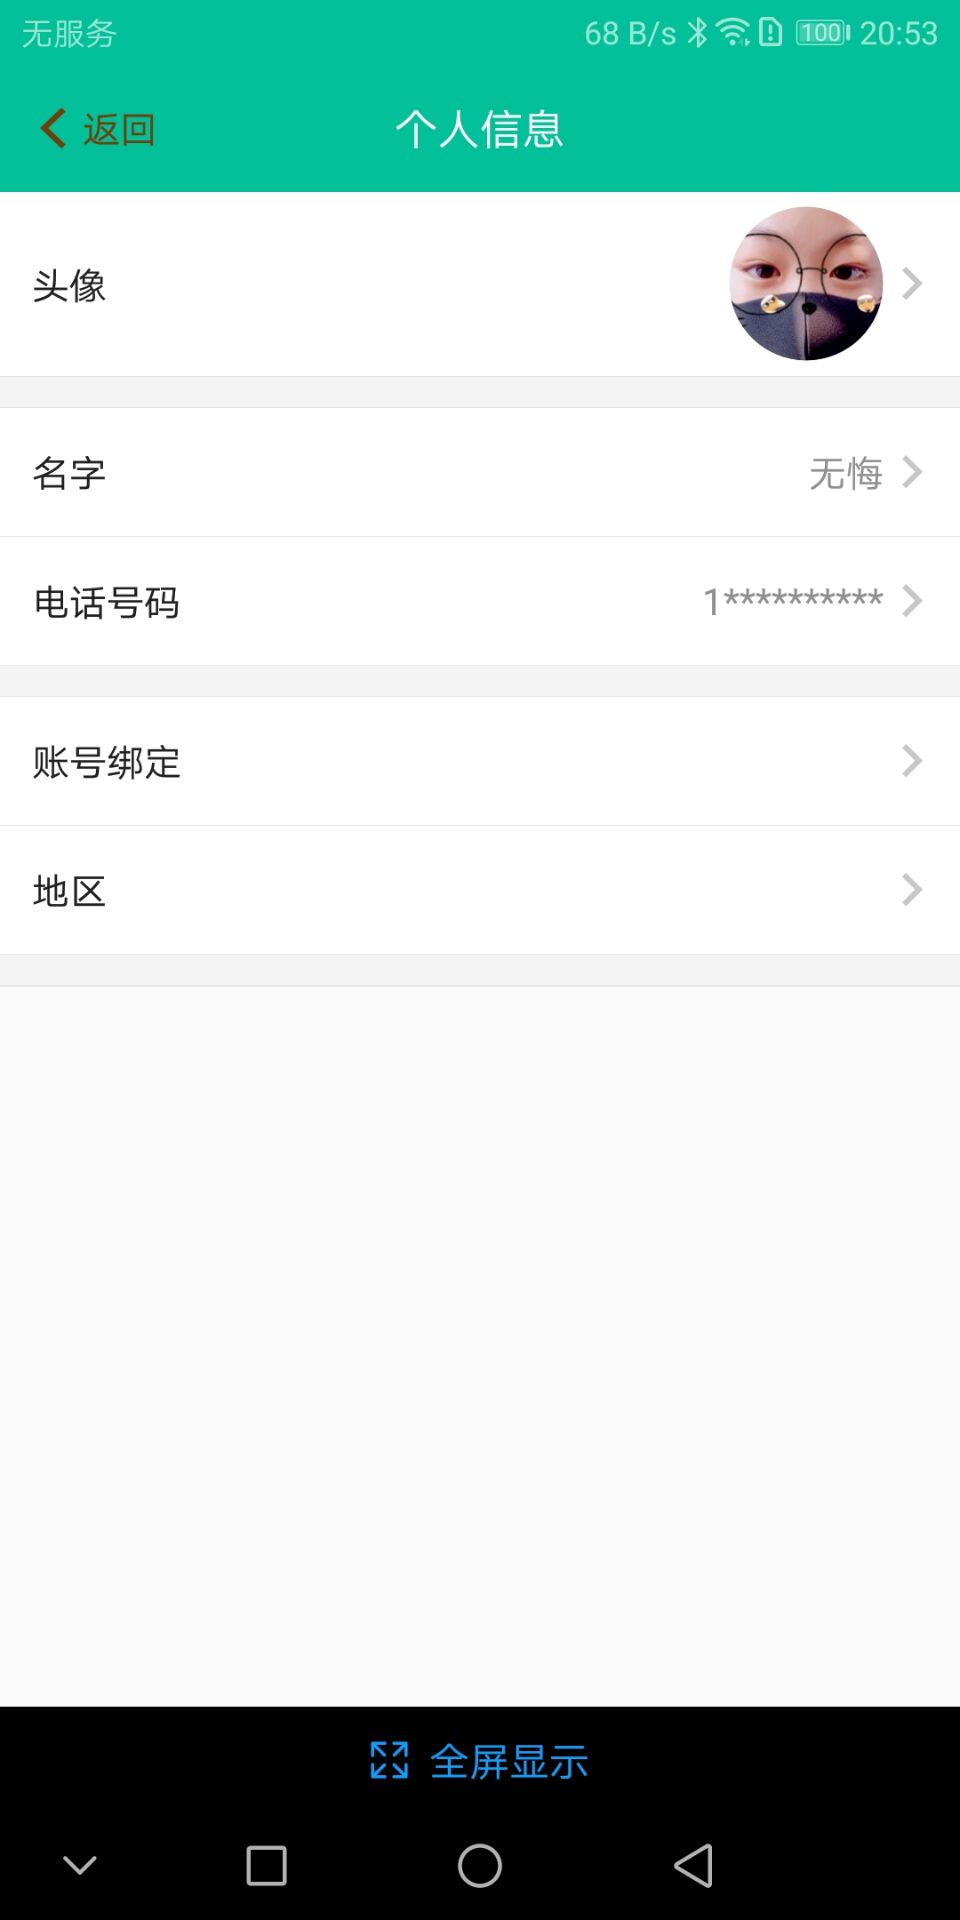 无服务 68 B/s 100 20:53
返回 个人信息
头像
名字 无悔
电话号码 1**********
账号绑定
地区
全屏显示